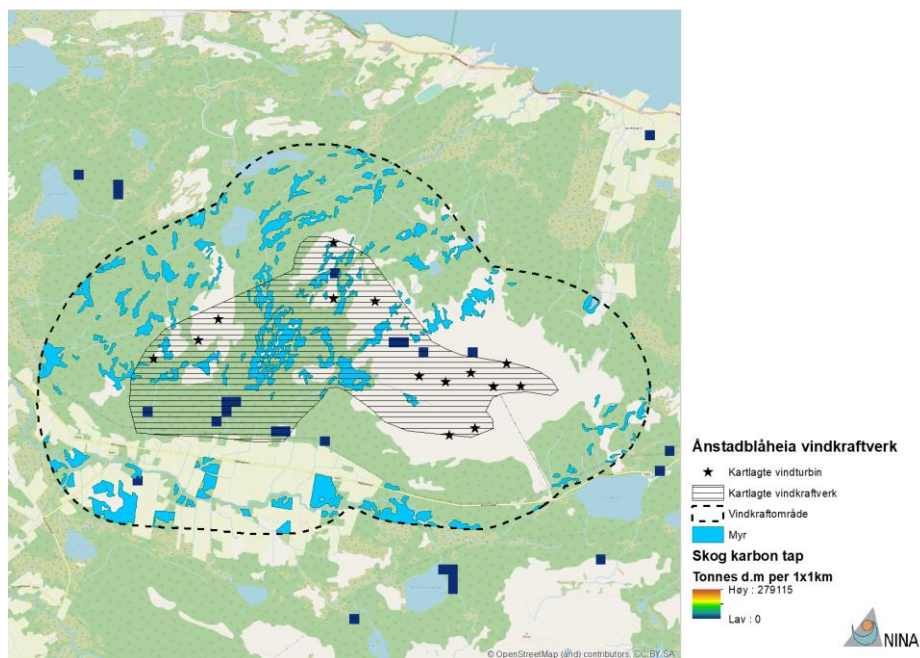 Ånstadblåheia vindkraftverk
Kartlagte vindturbin
Kartlagte vindkraftverk
Vindkraftområde
Myr
Skog karbon tap
Tonnes d.m per 1x1km
Høy : 279115
Lav : 0
NINA
© OpenStreetMap (and) contributors, CC-BY-SA